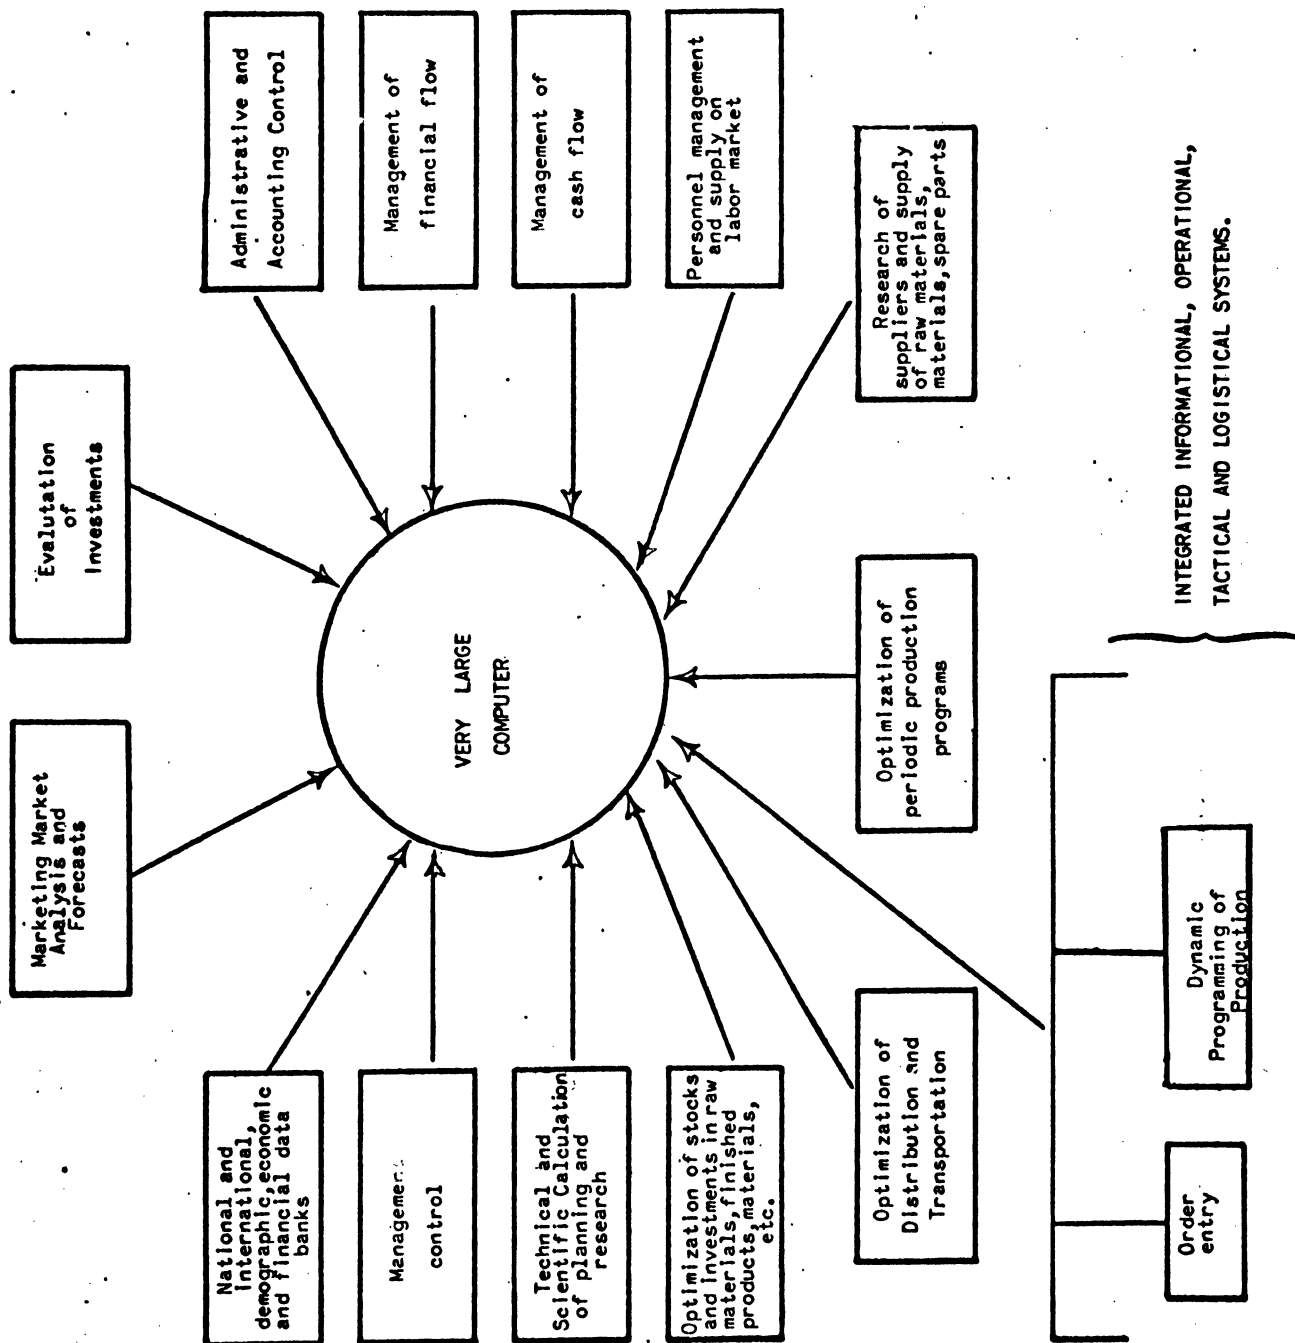 Marketing Market
Analysis and
Forecasts
Evalutation
of
Investments
National and
international,
demographic,economic
and financial data
banks
Administrative and
Accounting Control
Management
control
Management of
financial flow
VERY LARGE
COMPUTER
Technical and
Scientific Calculation
of planning and
research
Management of
cash flow
Optimization of stocks
and investments in raw
materials,finished
products,materials,
etc.
Personnel management
and supply on
labor market
Optimization of
Distribution and
Transportation
Optimization of
periodic production
programs
Research of
suppliers and supply
of raw materials,
materials,spare parts
Order
entry
Dynamic
Programming of
Production
INTEGRATED INFORMATIONAL, OPERATIONAL,
TACTICAL AND LOGISTICAL SYSTEMS.